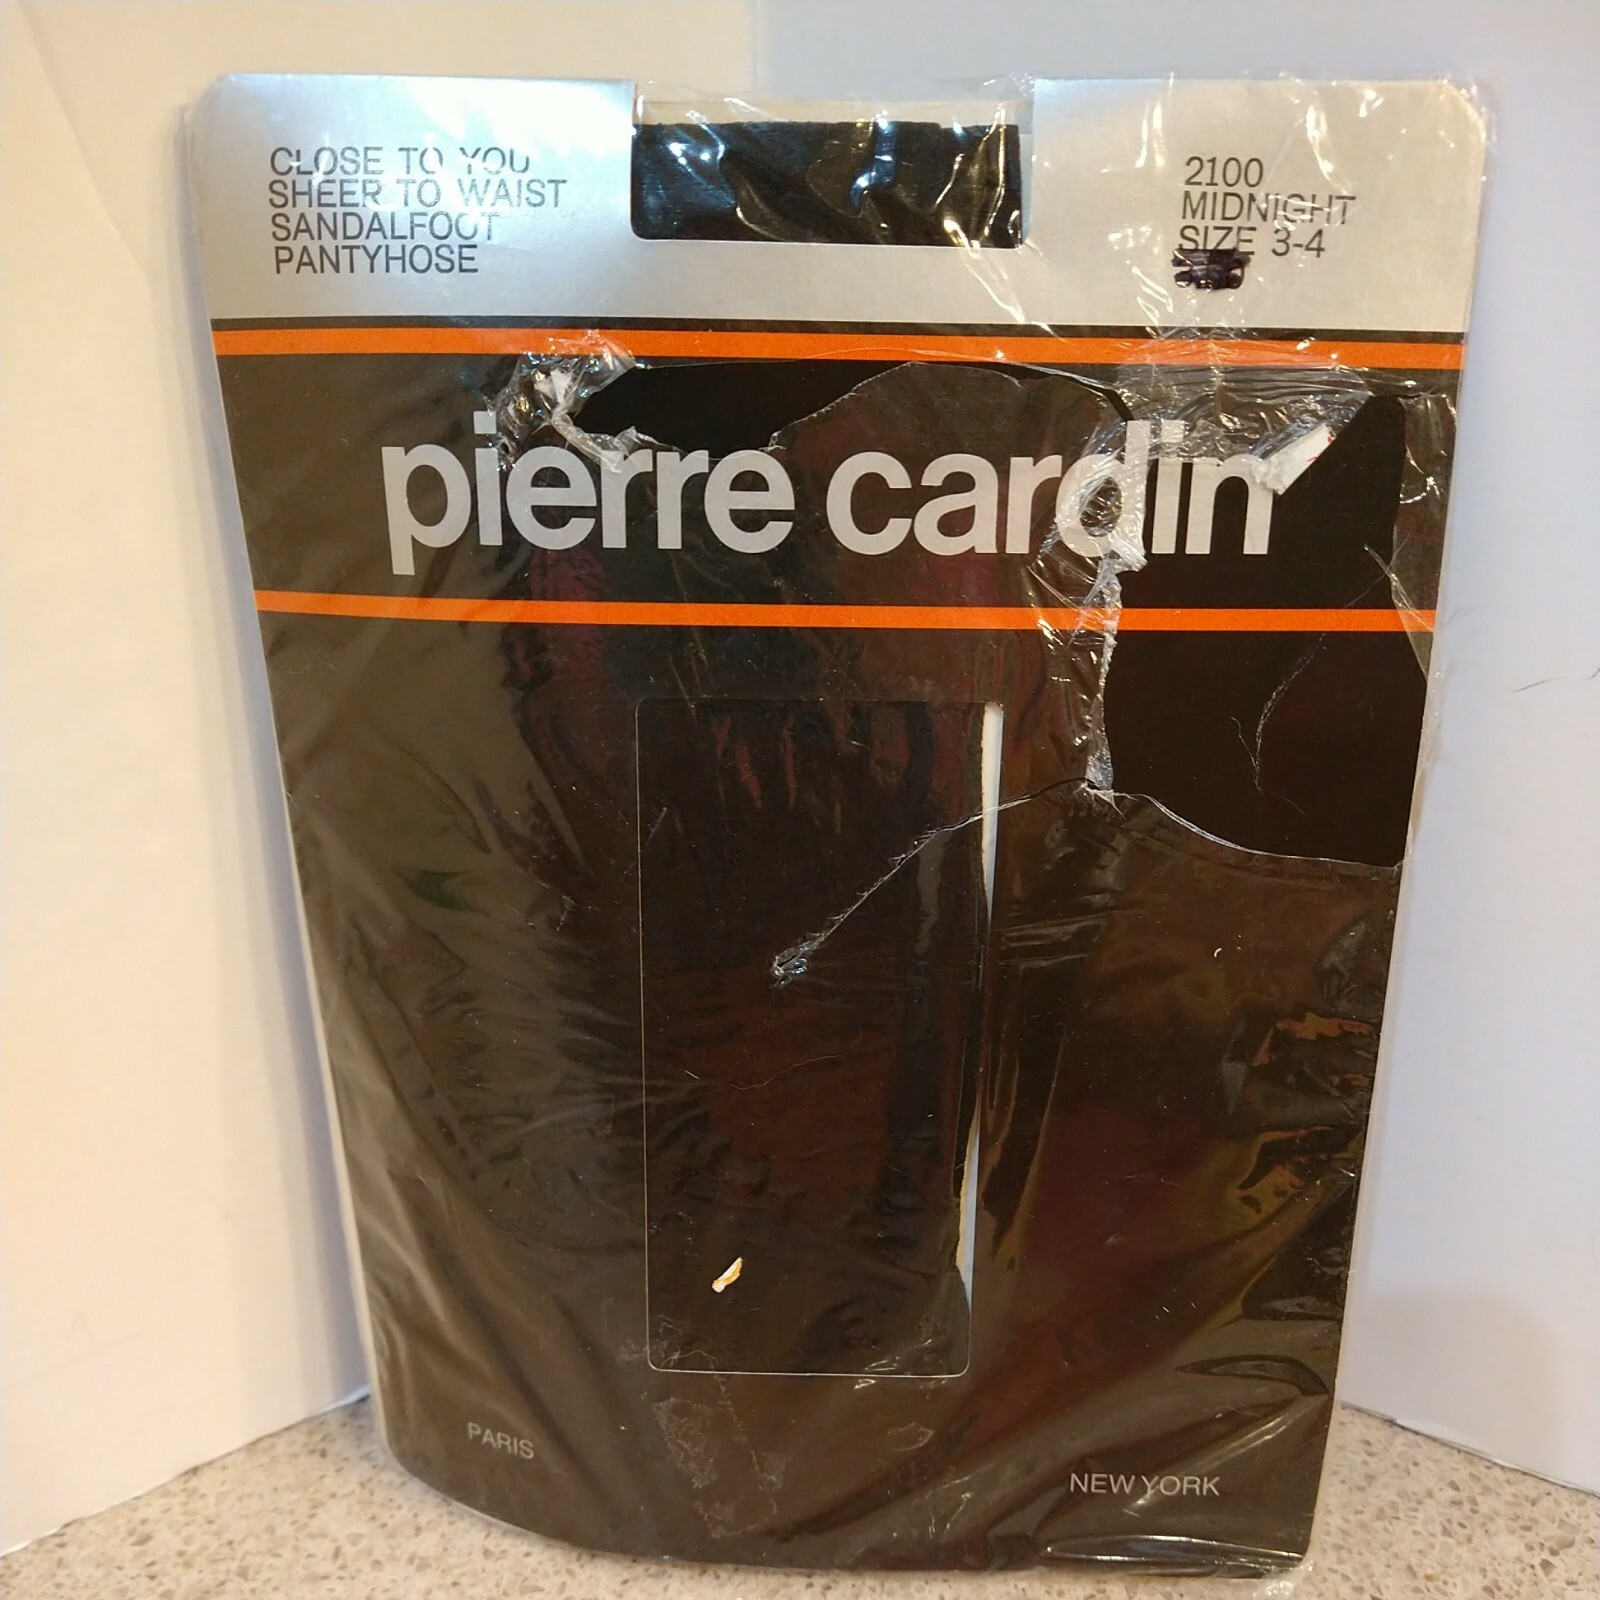 CLOSE TO YOU
SHEER TO WAIST
SANDALFOOT
PANTYHOSE
2100
MIDNIGHT
SIZE 3-4
pierre cardin
PARIS
NEW YORK